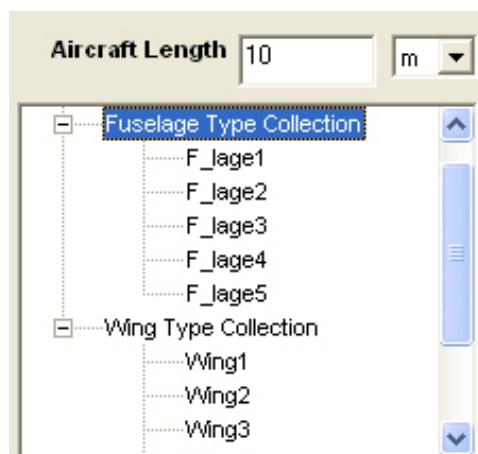 Aircraft Length 10 m
Fuselage Type Collection
F_lage1
F_lage2
F_lage3
F_lage4
F_lage5
Wing Type Collection
Wing1
Wing2
Wing3